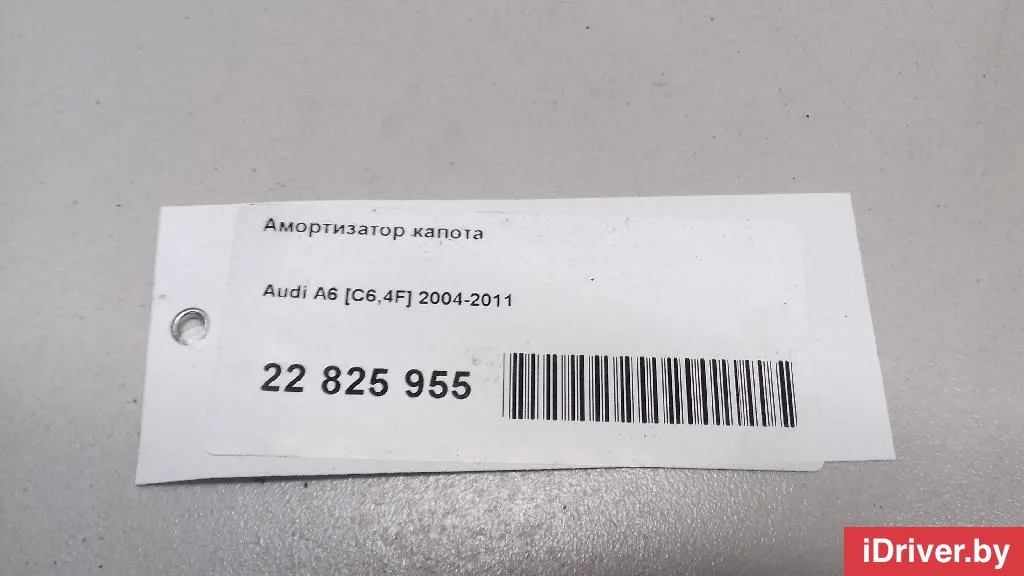 Амортизатор капота
Audi A6 [C6,4F] 2004-2011
22 825 955
iDriver.by